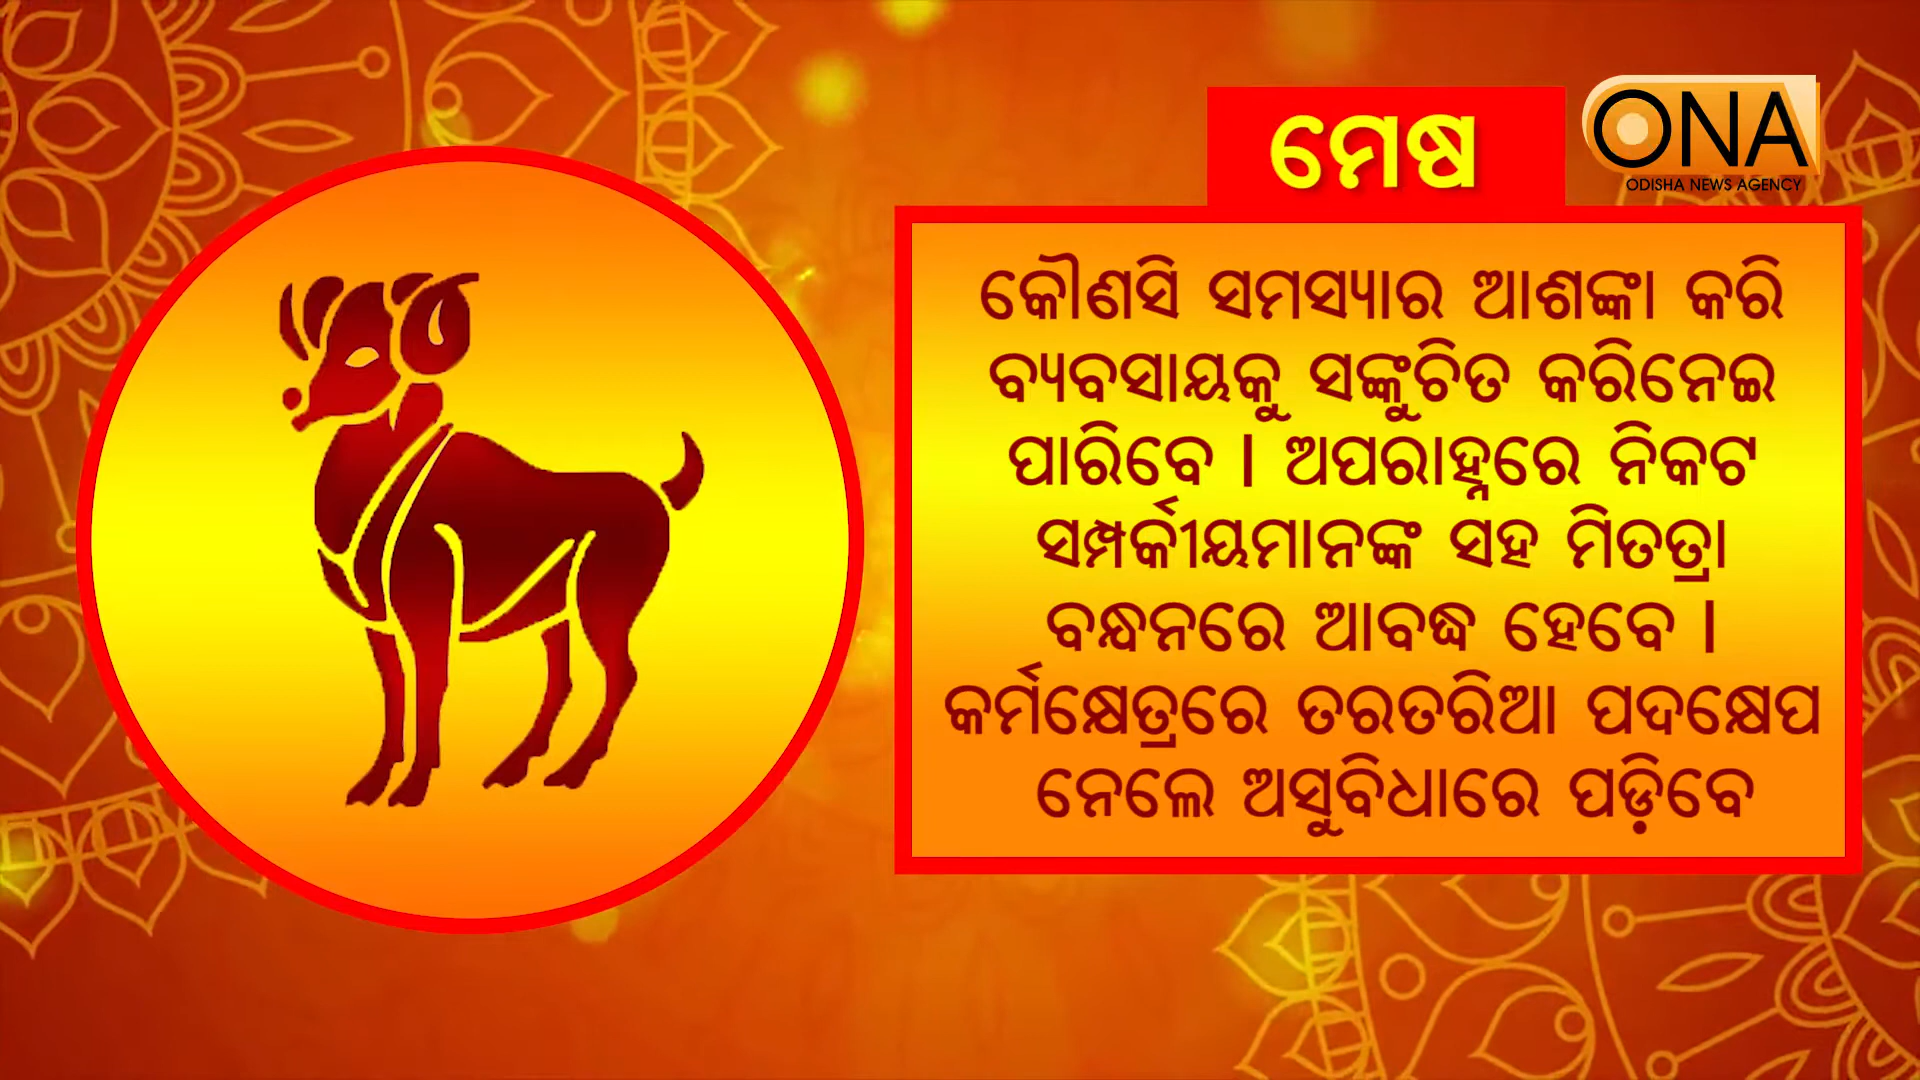 ମେଷ
ONA
ODISHA NEWS AGENCY
କୌଣସି ସମସ୍ୟାର ଆଶଙ୍କା କରି
ବ୍ୟବସାୟକୁ ସଙ୍କୁଚିତ କରିନେଇ
ପାରିବେ । ଅପରାହ୍ନରେ ନିକଟ
ସମ୍ପର୍କୀୟମାନଙ୍କ ସହ ମିତତ୍ରା
ବନ୍ଧନରେ ଆବଦ୍ଧ ହେବେ ।
କର୍ମକ୍ଷେତ୍ରରେ ତରତରିଆ ପଦକ୍ଷେପ
ନେଲେ ଅସୁବିଧାରେ ପଡ଼ିବେ